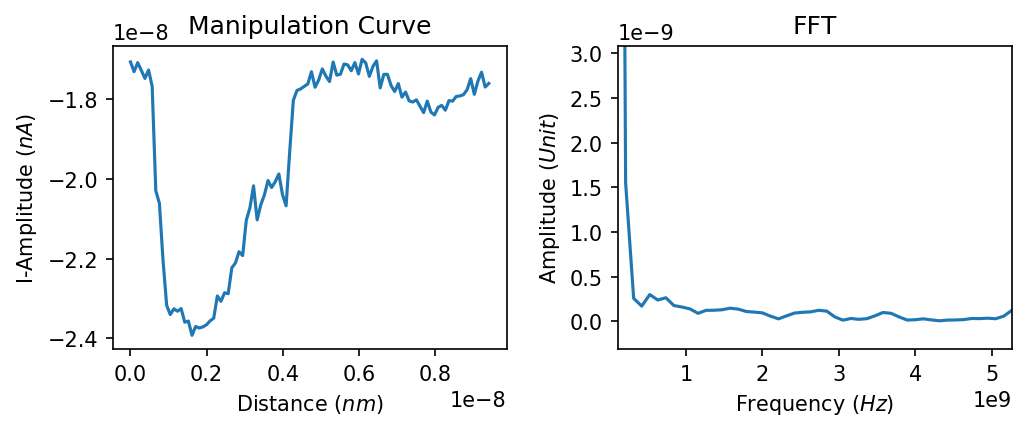 Manipulation Curve
1e−8
I-Amplitude (nA)
−1.8
−2.0
−2.2
−2.4
0.0 0.2 0.4 0.6 0.8
Distance (nm)
1e−8
FFT
1e−9
Amplitude (Unit)
3.0
2.5
2.0
1.5
1.0
0.5
0.0
1 2 3 4 5
Frequency (Hz)
1e9